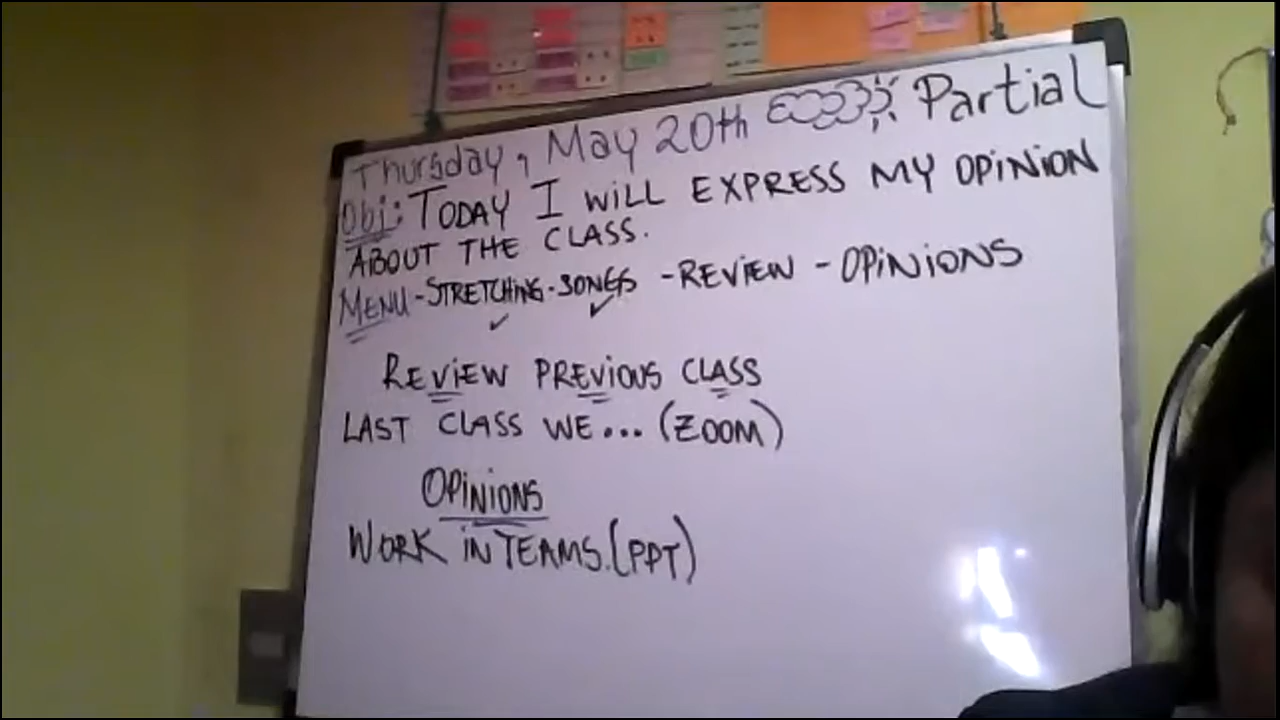 Thursday, May 20th Partial
Obj: TODAY I WILL EXPRESS MY OPINION
ABOUT THE CLASS.
MENU - STRETCHING - SONGS - REVIEW - OPINIONS
REVIEW PREVIOUS CLASS
LAST CLASS WE... (ZOOM)
OPINIONS
WORK IN TEAMS. (PPT)